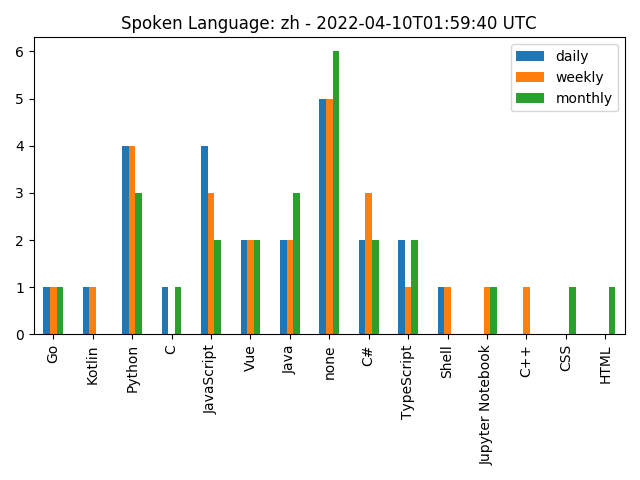 Spoken Language: zh - 2022-04-10T01:59:40 UTC
daily
weekly
monthly
6
5
4
3
2
1
0
Go
Kotlin
Python
C
JavaScript
Vue
Java
none
C#
TypeScript
Shell
Jupyter Notebook
C++
CSS
HTML